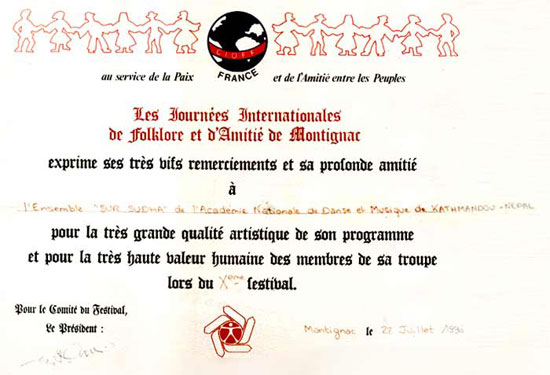 CIOFF
FRANCE
au service de la Paix et de l'Amitié entre les Peuples
Les Journées Internationales
de Folklore et d'Amitié de Montignac
exprime ses très vifs remerciements et sa profonde amitié
à
l'Ensemble "SUR SUDHA" de l'Académie Nationale de Danse et Musique de KATHMANDOU - NEPAL
pour la très grande qualité artistique de son programme
et pour la très haute valeur humaine des membres de sa troupe
lors du Xème festival.
Pour le Comité du Festival,
Le Président :
Montignac le 27 Juillet